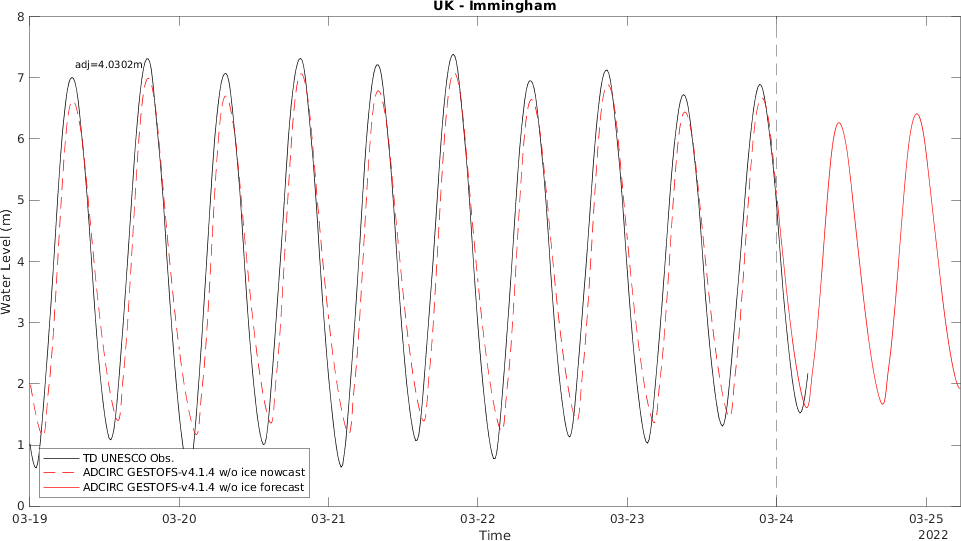 UK - Immingham
adj=4.0302m
Water Level (m)
8
7
6
5
4
3
2
1
0
TD UNESCO Obs.
ADCIRC GESTOFS-v4.1.4 w/o ice nowcast
ADCIRC GESTOFS-v4.1.4 w/o ice forecast
03-19 03-20 03-21 03-22 03-23 03-24 03-25
Time
2022